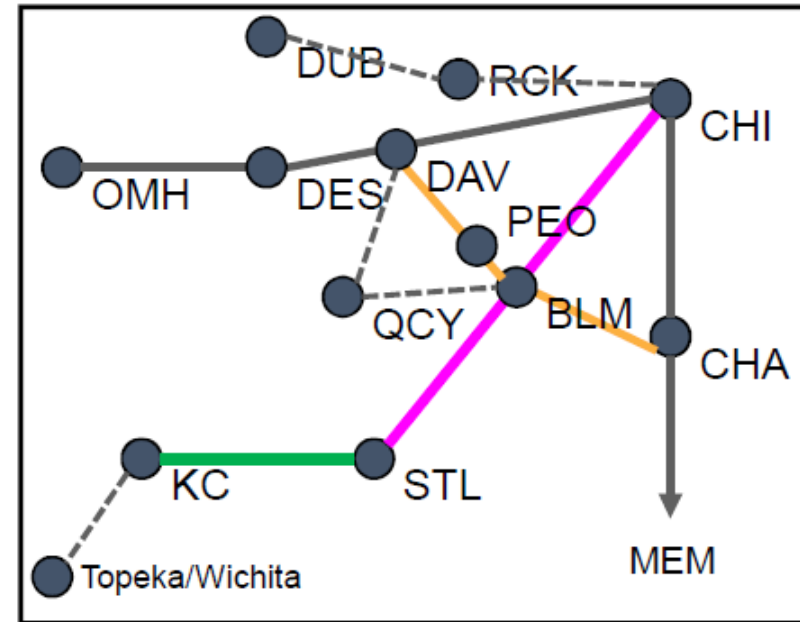 DUB
RGK
CHI
OMH
DES
DAV
PEO
QCY
BLM
CHA
KC
STL
MEM
Topeka/Wichita